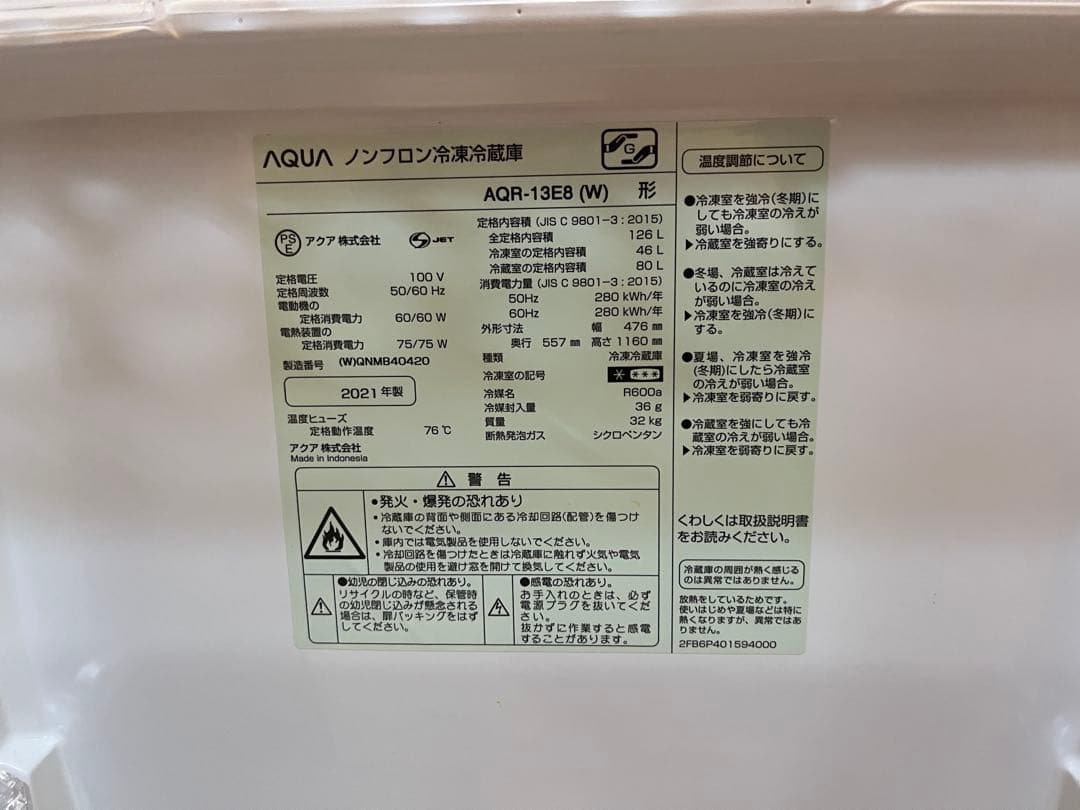 AQUA ノンフロン冷凍冷蔵庫
G
AQR-13E8 (W) 形
PSE アクア 株式会社 S JET
定格電圧 100 V
定格周波数 50/60 Hz
電動機の
定格消費電力 60/60 W
電熱装置の
定格消費電力 75/75 W
製造番号 (W)QNMB40420
2021年製
温度ヒューズ
定格動作温度 76℃
アクア 株式会社
Made in Indonesia
定格内容積 (JIS C 9801-3 : 2015)
全定格内容積 126 L
冷凍室の定格内容積 46 L
冷蔵室の定格内容積 80 L
消費電力量 (JIS C 9801-3 : 2015)
50Hz 280 kWh/年
60Hz 280 kWh/年
外形寸法 幅 476 ㎜
奥行 557 ㎜ 高さ 1160 ㎜
種類 冷凍冷蔵庫
冷凍室の記号
冷媒名 R600a
冷媒封入量 36 g
質量 32 kg
断熱発泡ガス シクロペンタン
⚠ 警告
•発火・爆発の恐れあり
•冷蔵庫の背面や側面にある冷却回路(配管)を傷つけ
ないでください。
•庫内では電気製品を使用しないでください。
•冷却回路を傷つけたときは冷蔵庫に触れず火気や電気
製品の使用を避け窓を開けて換気してください。
●幼児の閉じ込みの恐れあり。
リサイクルの時など、保管時
の幼児閉じ込みが懸念される
場合は、扉パッキングをはず
してください。
●感電の恐れあり。
お手入れのときは、必ず
電源プラグを抜いてくだ
さい。
抜かずに作業すると感電
することがあります。
温度調節について
●冷凍室を強冷(冬期)に
しても冷凍室の冷えが
弱い場合。
▶冷蔵室を強寄りにする。
●冬場、冷蔵室は冷えて
いるのに冷凍室の冷え
が弱い場合。
▶冷凍室を強冷(冬期)に
する。
●夏場、冷凍室を強冷
(冬期)にしたら冷蔵室
の冷えが弱い場合。
▶冷凍室を弱寄りに戻す。
●冷蔵室を強にしても冷
蔵室の冷えが弱い場合。
▶冷凍室を弱寄りに戻す。
くわしくは取扱説明書
をお読みください。
冷蔵庫の周囲が熱く感じる
のは異常ではありません。
放熱をしているためです。
使いはじめや夏場などは特に
熱くなりますが、異常ではあ
りません。
2FB6P401594000